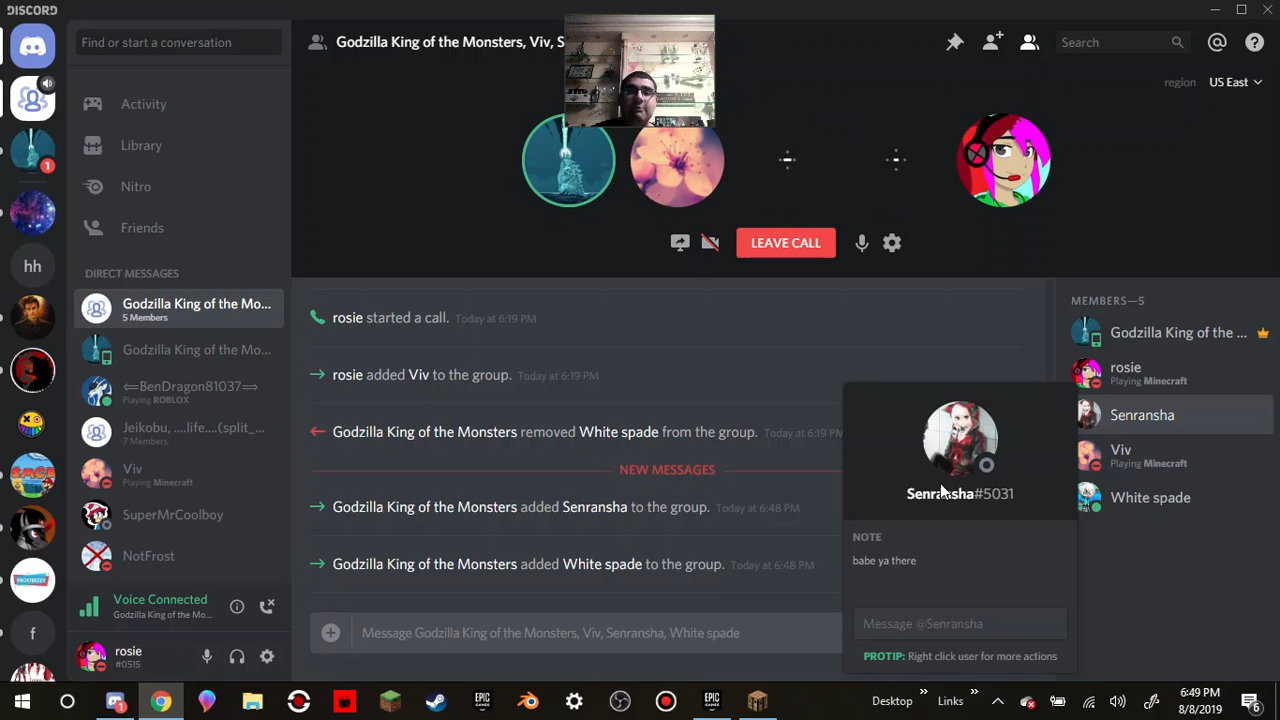 DISCORD
Find or start a conversation
Godzilla King of the Monsters, Viv, S
Search
region US East
Activity
Library
Nitro
Friends
LEAVE CALL
1
hh
f
DIRECT MESSAGES
Godzilla King of the Mo...
5 Members
Godzilla King of the Mo...
<=BenDragon81037=>
Playing ROBLOX
Jeikobu, ....life....(split_...
7 Members
Viv
Playing Minecraft
SuperMrCoolboy
NotFrost
Voice Connected
Godzilla King of the Mo...
rosie
#0515
rosie started a call. Today at 6:19 PM
rosie added Viv to the group. Today at 6:19 PM
Godzilla King of the Monsters removed White spade from the group. Today at 6:19 PM
NEW MESSAGES
Godzilla King of the Monsters added Senransha to the group. Today at 6:48 PM
Godzilla King of the Monsters added White spade to the group. Today at 6:48 PM
Message Godzilla King of the Monsters, Viv, Senransha, White spade
Senransha#5031
NOTE
babe ya there
Message @Senransha
PROTIP: Right click user for more actions
MEMBERS—5
Godzilla King of the ...
rosie
Playing Minecraft
Senransha
Viv
Playing Minecraft
White spade
1
EPIC GAMES
EPIC GAMES
Desktop
Links
6:49 PM
8/8/2019
6